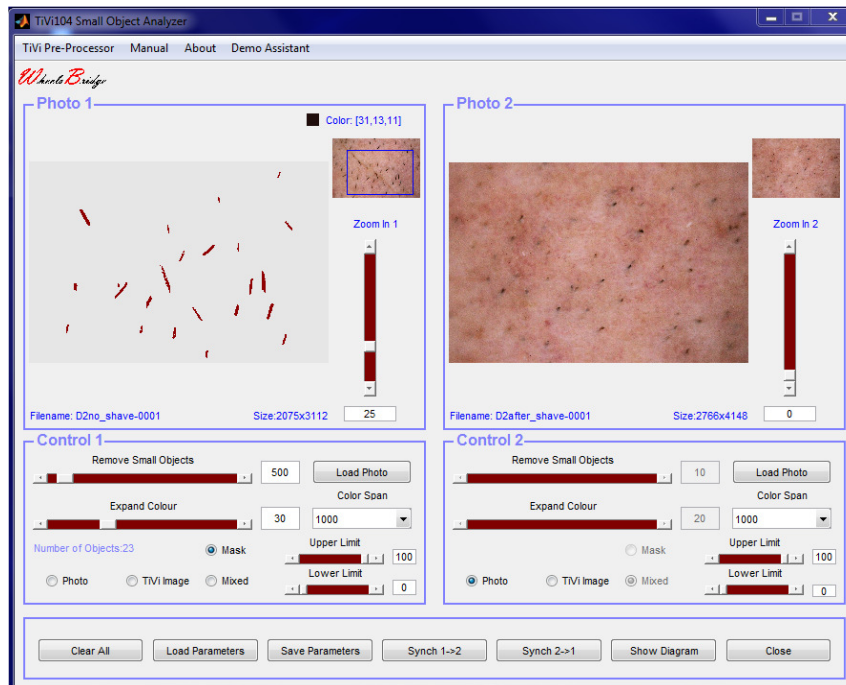 TiVi104 Small Object Analyzer
TiVi Pre-Processor Manual About Demo Assistant
WheelsBridge
Photo 1
Color: [31,13,11]
Zoom In 1
Filename: D2no_shave-0001 Size:2075x3112 25
Photo 2
Zoom In 2
Filename: D2after_shave-0001 Size:2766x4148 0
Control 1
Remove Small Objects
500 Load Photo
Expand Colour Color Span
30 1000
Number of Objects:23 Mask Upper Limit
100
Photo TiVi Image Mixed Lower Limit
0
Control 2
Remove Small Objects
10 Load Photo
Expand Colour Color Span
20 1000
Mask Upper Limit
100
Photo TiVi Image Mixed Lower Limit
0
Clear All Load Parameters Save Parameters Synch 1->2 Synch 2->1 Show Diagram Close